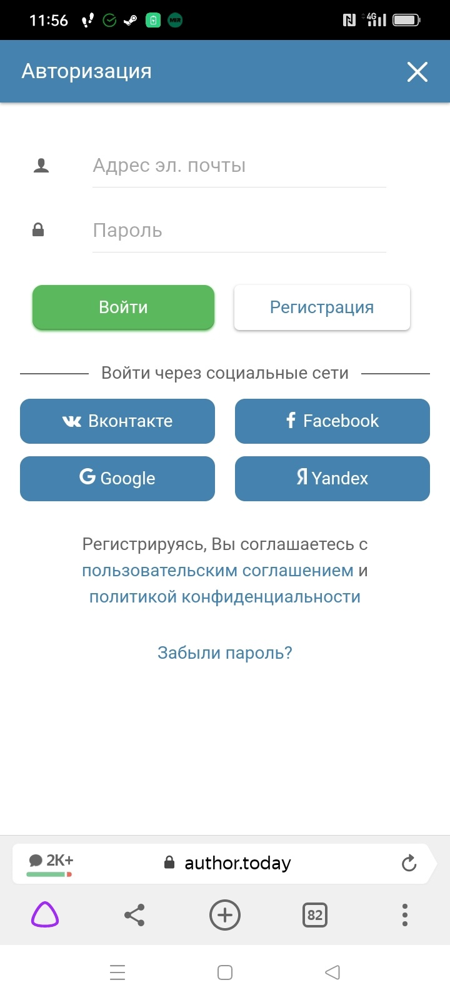 11:56
MIR
4G
Авторизация
Адрес эл. почты
Пароль
Войти
Регистрация
Войти через социальные сети
Вконтакте
Facebook
Google
Yandex
Регистрируясь, Вы соглашаетесь с
пользовательским соглашением и
политикой конфиденциальности
Забыли пароль?
2K+
author.today
82